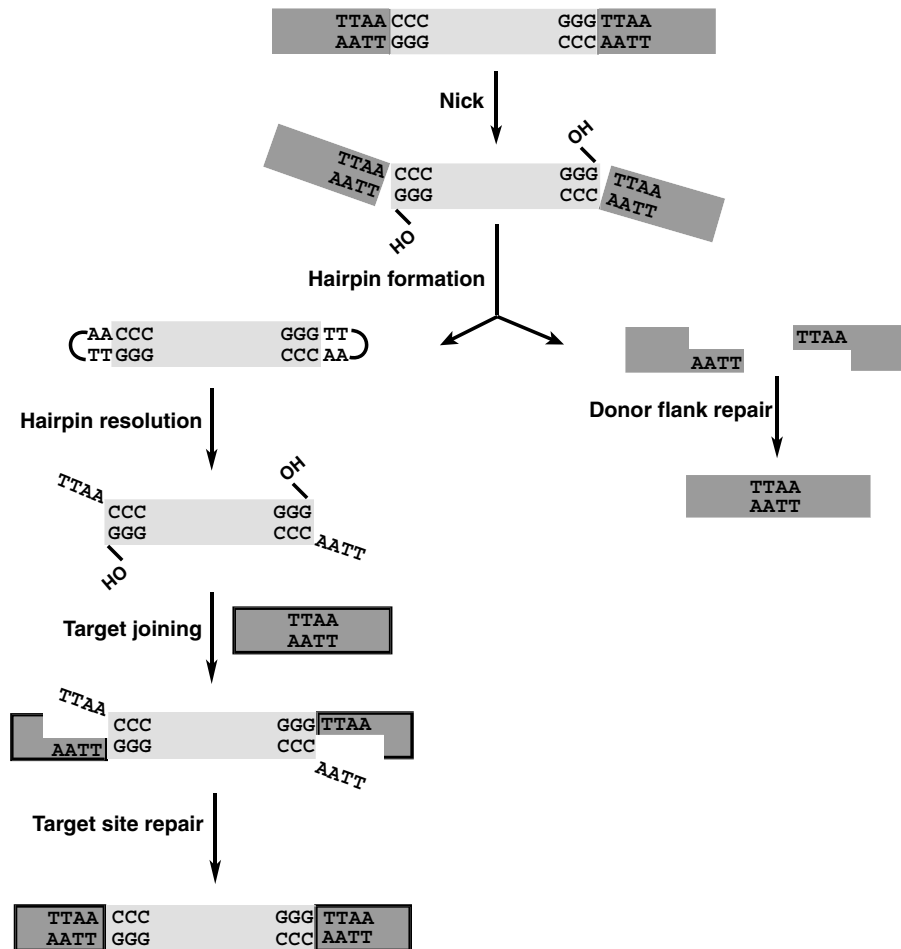 TTAA CCC GGG TTAA
AATT GGG CCC AATT
Nick
OH
TTAA CCC GGG TTAA
AATT GGG CCC AATT
HO
Hairpin formation
AA CCC GGG TT
TT GGG CCC AA
TTAA
AATT
Hairpin resolution
Donor flank repair
OH
TTAA
CCC GGG
GGG CCC AATT
HO
TTAA
AATT
Target joining
TTAA
AATT
TTAA
CCC GGG TTAA
AATT GGG CCC
AATT
Target site repair
TTAA CCC GGG TTAA
AATT GGG CCC AATT